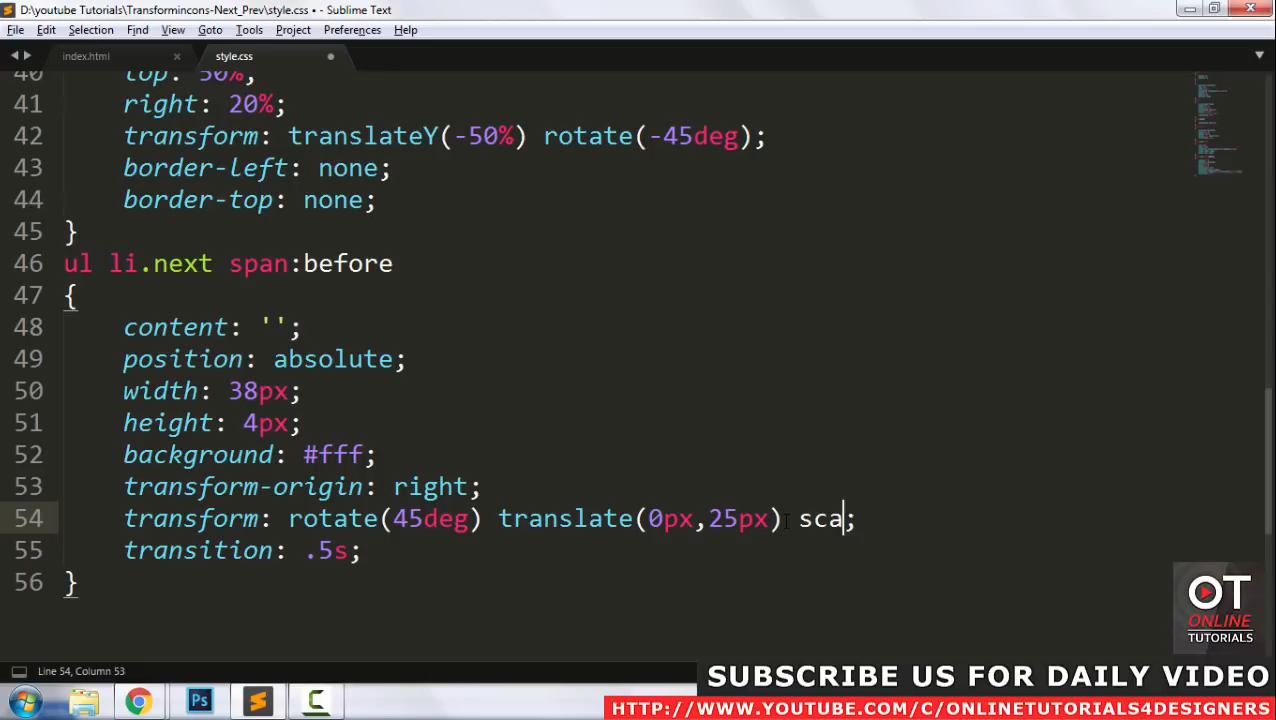 D:\youtube Tutorials\Transformincons-Next_Prev\style.css • - Sublime Text
File Edit Selection Find View Goto Tools Project Preferences Help
index.html × style.css
40 top: 50%;
41 right: 20%;
42 transform: translateY(-50%) rotate(-45deg);
43 border-left: none;
44 border-top: none;
45 }
46 ul li.next span:before
47 {
48 content: '';
49 position: absolute;
50 width: 38px;
51 height: 4px;
52 background: #fff;
53 transform-origin: right;
54 transform: rotate(45deg) translate(0px,25px) sca;
55 transition: .5s;
56 }
OT
ONLINE
TUTORIALS
Line 54, Column 53
SUBSCRIBE US FOR DAILY VIDEO
Ps
HTTP://WWW.YOUTUBE.COM/C/ONLINETUTORIALS4DESIGNERS